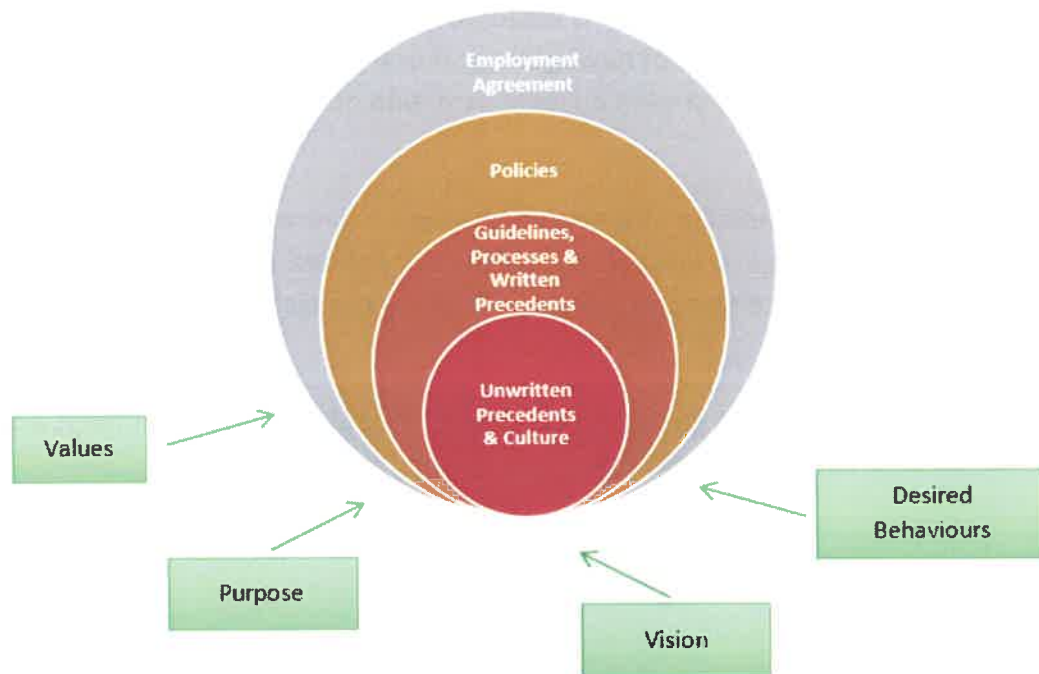 Employment
Agreement
Policies
Guidelines,
Processes &
Written
Precedents
Unwritten
Precedents
& Culture
Values
Desired
Behaviours
Purpose
Vision